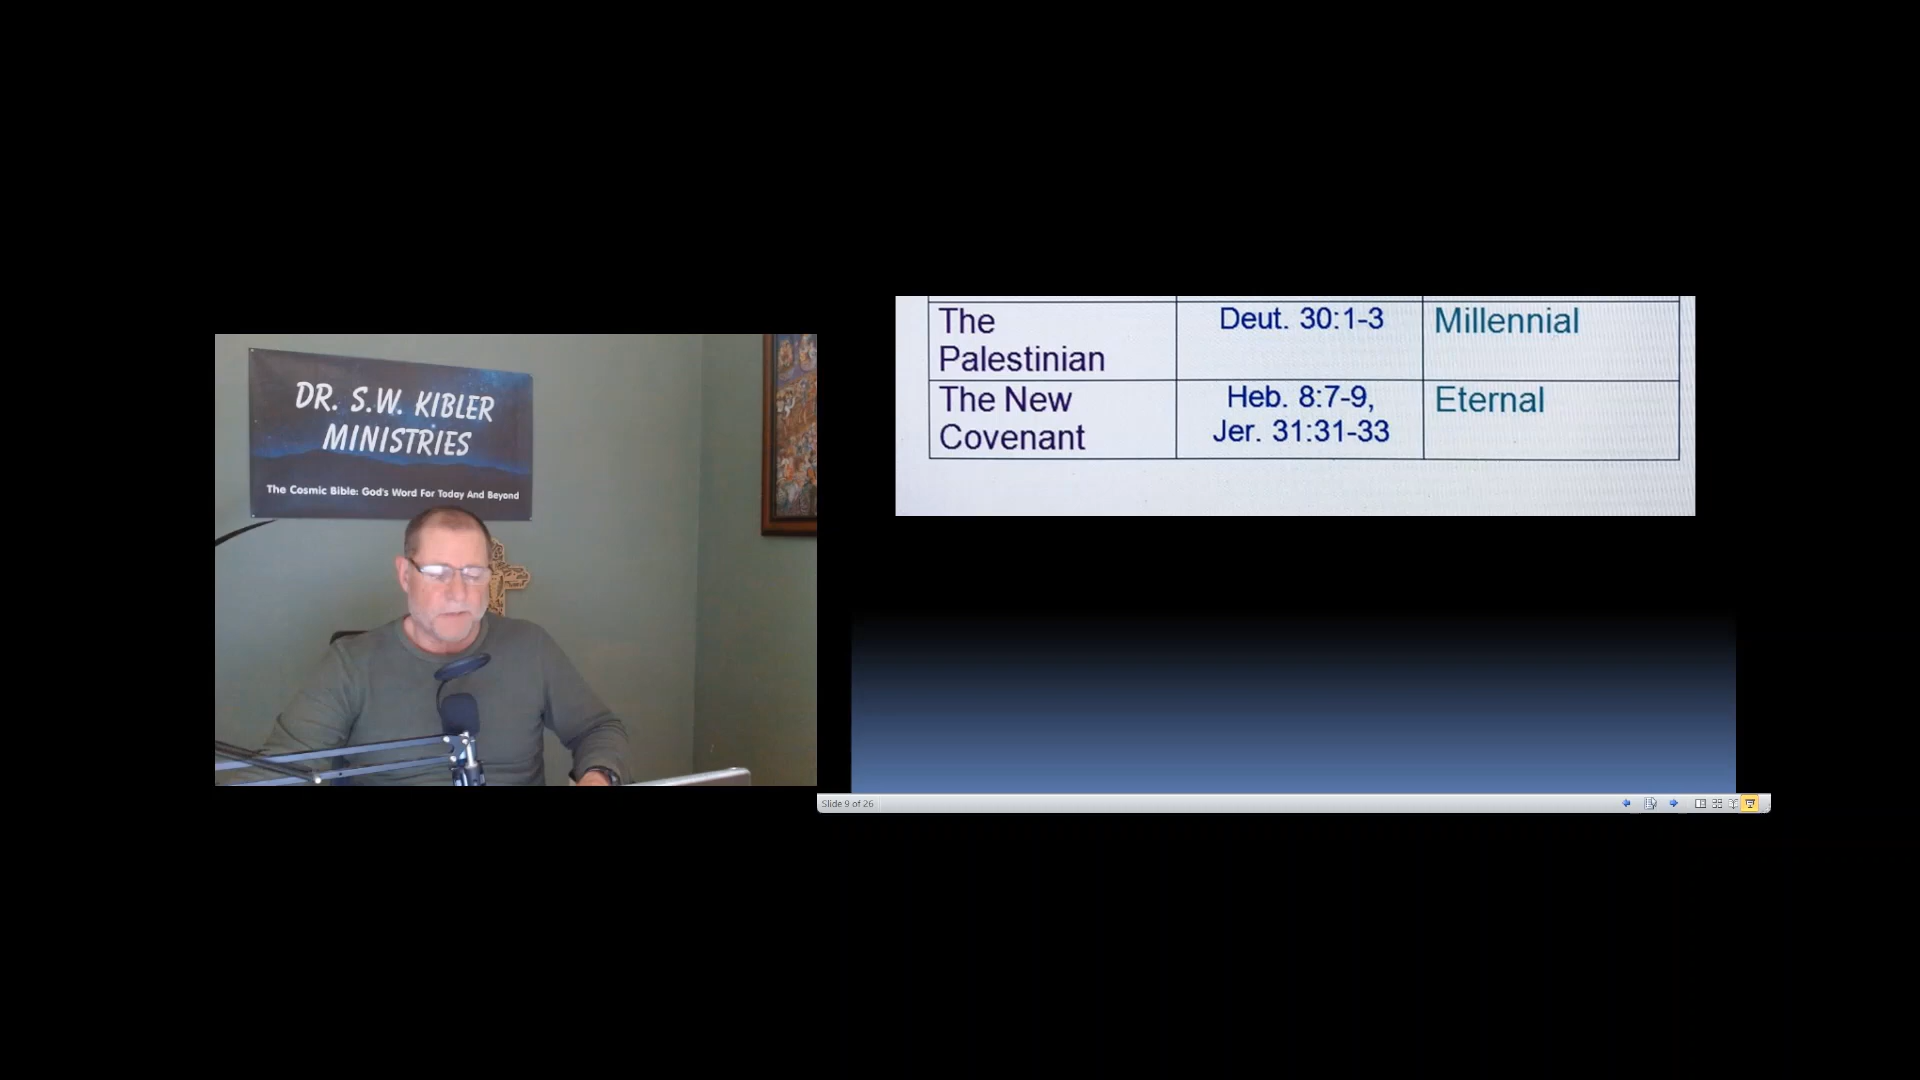 DR. S.W. KIBLER
MINISTRIES
The Cosmic Bible: God's Word For Today And Beyond
The
Palestinian
Deut. 30:1-3
Millennial
The New
Covenant
Heb. 8:7-9,
Jer. 31:31-33
Eternal
Slide 9 of 26